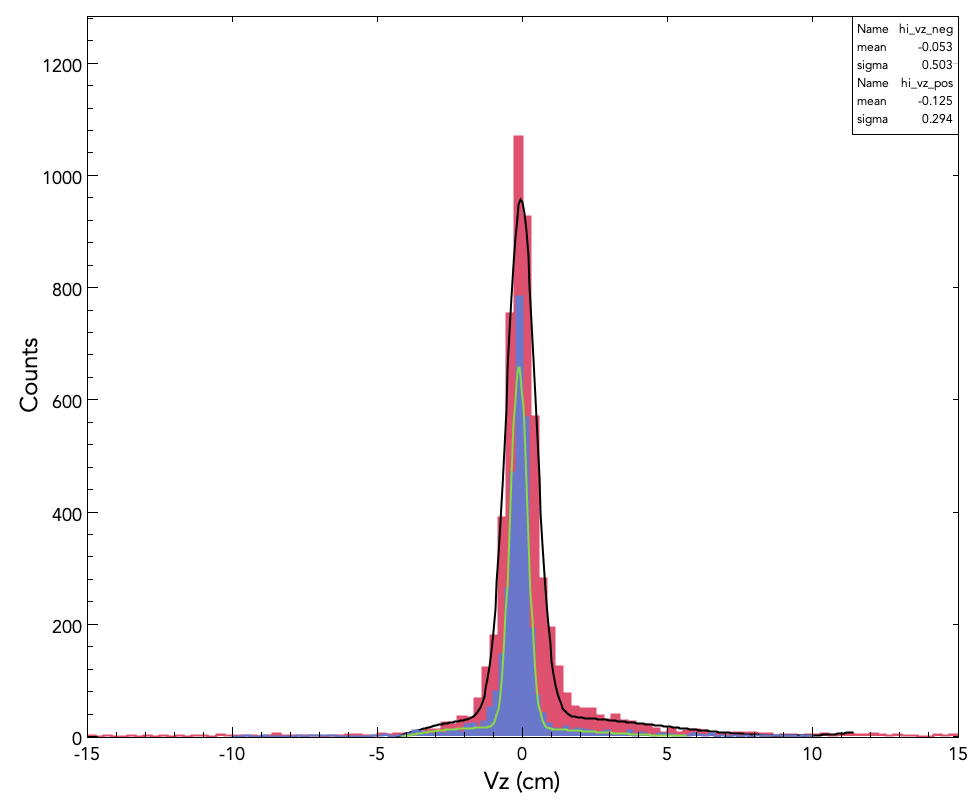 Name hi_vz_neg
mean -0.053
sigma 0.503
Name hi_vz_pos
mean -0.125
sigma 0.294
1200
1000
800
600
400
200
0
Counts
-15 -10 -5 0 5 10 15
Vz (cm)